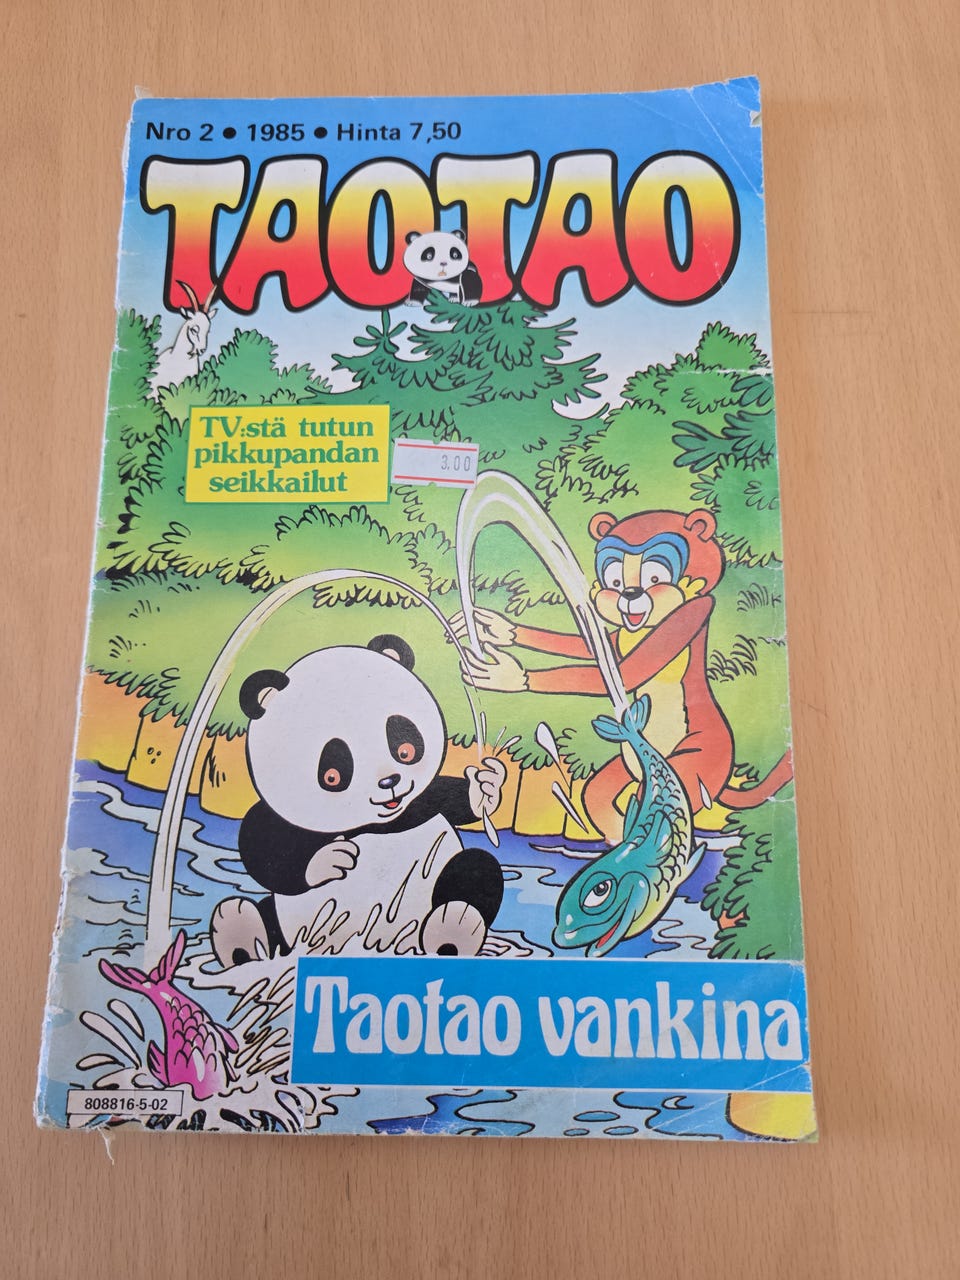 Nro 2 • 1985 • Hinta 7,50
TAOTAO
TV:stä tutun
pikkupandan
seikkailut
3.00
Taotao vankina
808816-5-02